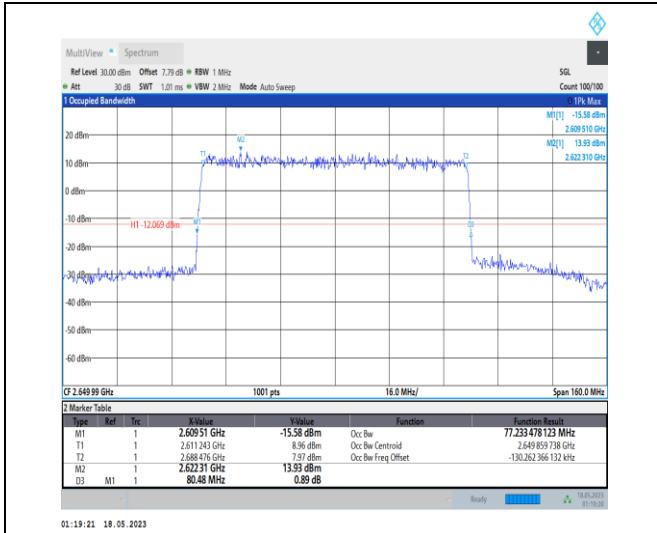 MultiView Spectrum
Ref Level 30.00 dBm Offset 7.79 dB RBW 1 MHz SGL
Att 30 dB SWT 1.01 ms VBW 2 MHz Mode Auto Sweep Count 100/100
1 Occupied Bandwidth 1Pk Max
M1[1] -15.58 dBm
2.609 510 GHz
M2[1] 13.93 dBm
2.622 310 GHz
20 dBm
M2
T1 T2
10 dBm
0 dBm
-10 dBm
H1 -12.069 dBm
M1
-20 dBm
-30 dBm
-40 dBm
-50 dBm
-60 dBm
CF 2.649 99 GHz 1001 pts 16.0 MHz/ Span 160.0 MHz
2 Marker Table
Type Ref Trc X-Value Y-Value Function Function Result
M1 1 2.609 51 GHz -15.58 dBm Occ Bw 77.233 478 123 MHz
T1 1 2.611 243 GHz 8.96 dBm Occ Bw Centroid 2.649 859 738 GHz
T2 1 2.688 476 GHz 7.97 dBm Occ Bw Freq Offset -130.262 366 132 kHz
M2 1 2.622 31 GHz 13.93 dBm
D3 M1 1 80.48 MHz 0.89 dB
Ready 18.05.2023
01:19:20
01:19:21 18.05.2023